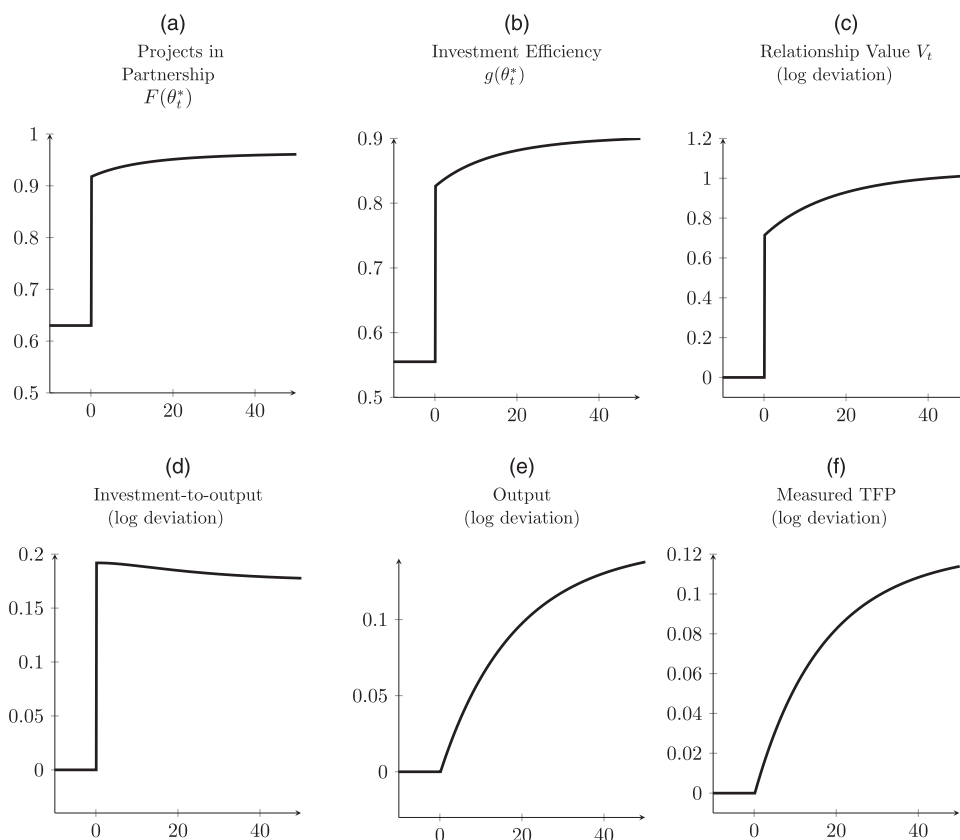 (a)
Projects in
Partnership
F(θ*t)
1
0.9
0.8
0.7
0.6
0.5
0 20 40
(b)
Investment Efficiency
g(θ*t)
0.9
0.8
0.7
0.6
0.5
0 20 40
(c)
Relationship Value Vt
(log deviation)
1.2
1
0.8
0.6
0.4
0.2
0
0 20 40
(d)
Investment-to-output
(log deviation)
0.2
0.15
0.1
0.05
0
0 20 40
(e)
Output
(log deviation)
0.1
0.05
0
0 20 40
(f)
Measured TFP
(log deviation)
0.12
0.1
0.08
0.06
0.04
0.02
0
0 20 40